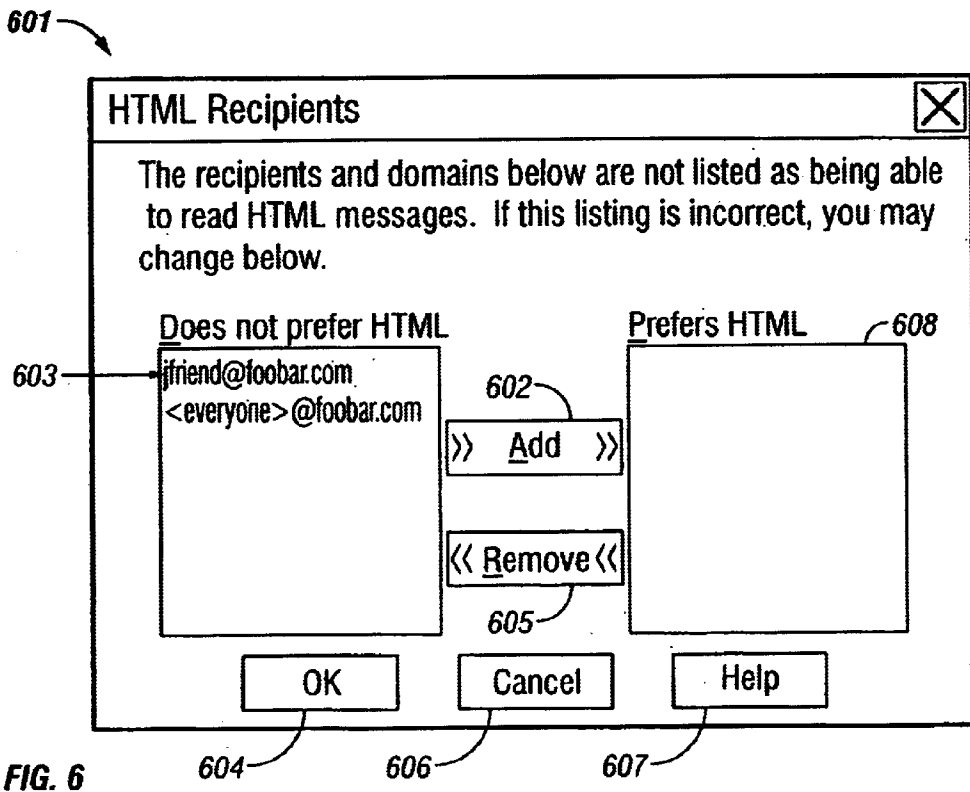 601
HTML Recipients
The recipients and domains below are not listed as being able
to read HTML messages. If this listing is incorrect, you may
change below.
Does not prefer HTML
Prefers HTML
608
603
jfriend@foobar.com
<everyone>@foobar.com
602
>> Add >>
<< Remove <<
605
OK
Cancel
Help
604
606
607
FIG. 6